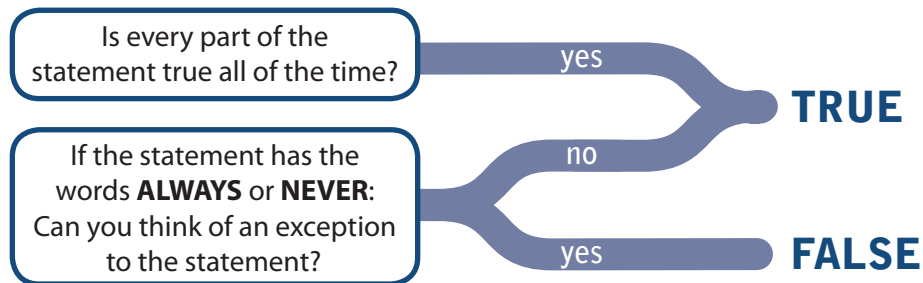 Is every part of the
statement true all of the time?
yes
TRUE
If the statement has the
words ALWAYS or NEVER:
Can you think of an exception
to the statement?
no
yes
FALSE